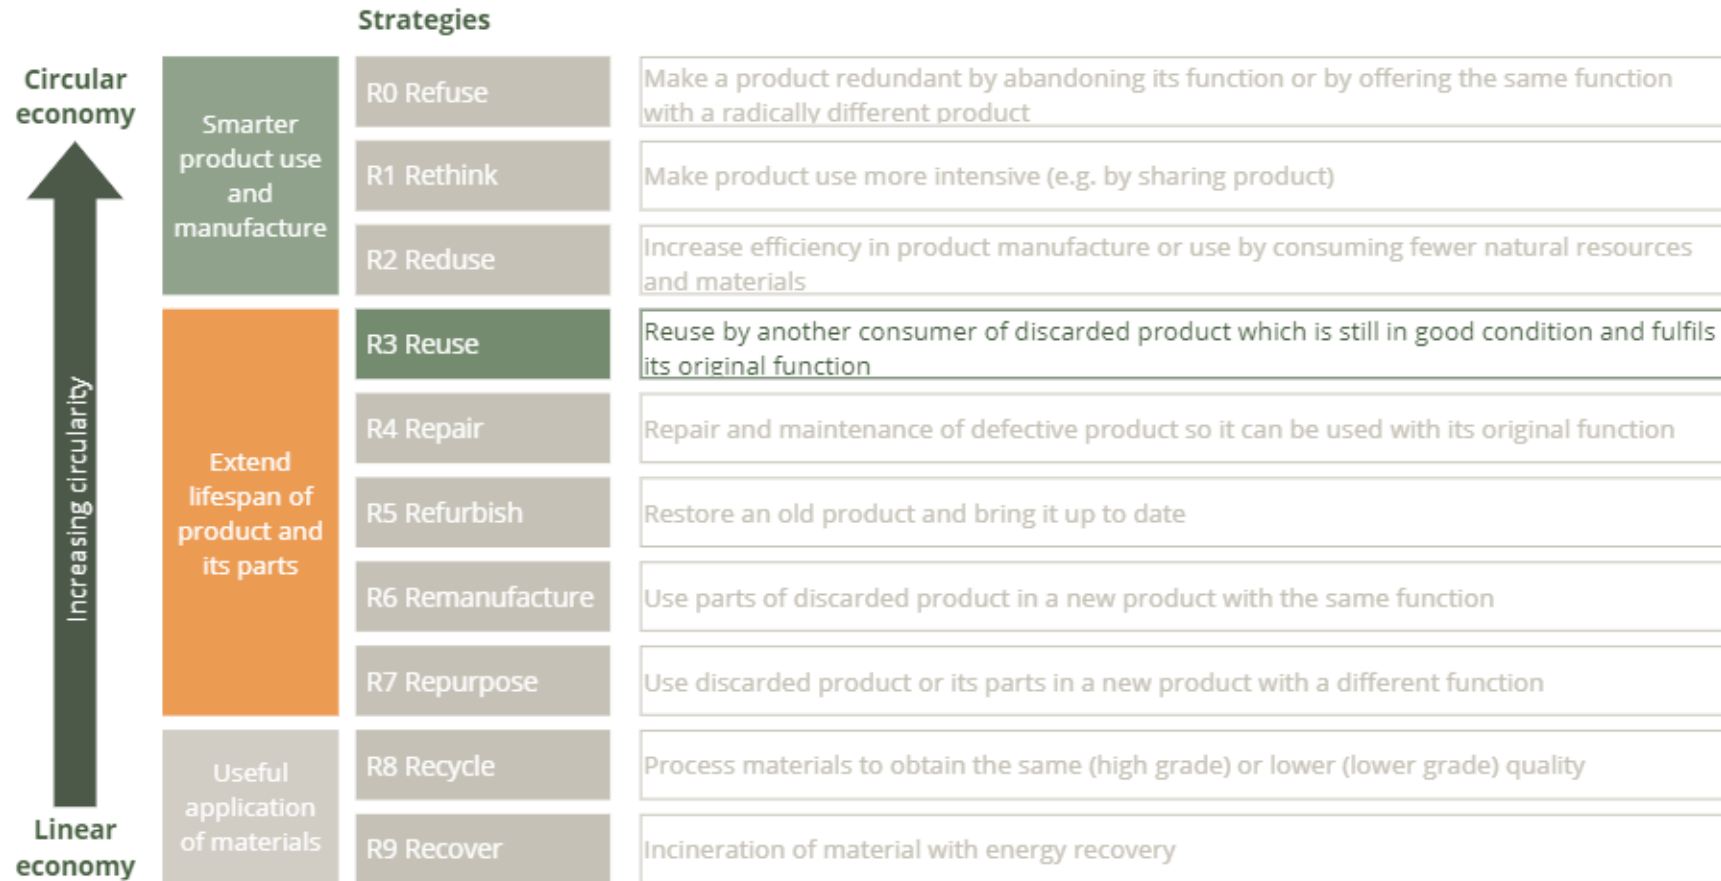 Strategies
Circular
economy
Smarter
product use
and
manufacture
R0 Refuse
Make a product redundant by abandoning its function or by offering the same function
with a radically different product
R1 Rethink
Make product use more intensive (e.g. by sharing product)
R2 Reduse
Increase efficiency in product manufacture or use by consuming fewer natural resources
and materials
Increasing circularity
Extend
lifespan of
product and
its parts
R3 Reuse
Reuse by another consumer of discarded product which is still in good condition and fulfils
its original function
R4 Repair
Repair and maintenance of defective product so it can be used with its original function
R5 Refurbish
Restore an old product and bring it up to date
R6 Remanufacture
Use parts of discarded product in a new product with the same function
R7 Repurpose
Use discarded product or its parts in a new product with a different function
Useful
application
of materials
R8 Recycle
Process materials to obtain the same (high grade) or lower (lower grade) quality
R9 Recover
Incineration of material with energy recovery
Linear
economy